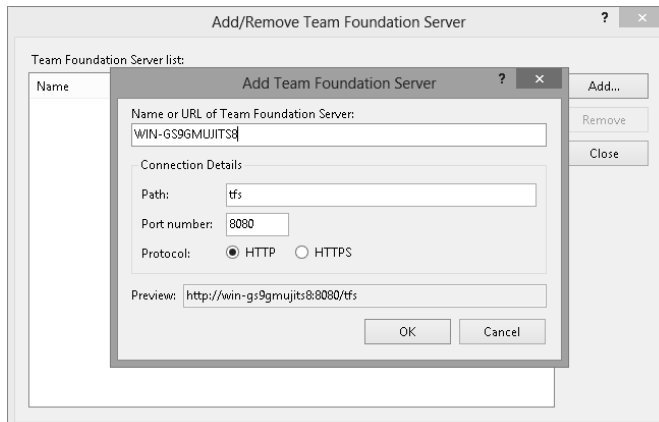 Add/Remove Team Foundation Server
? ×
Team Foundation Server list:
Name
Add...
Remove
Close
Add Team Foundation Server
? ×
Name or URL of Team Foundation Server:
WIN-GS9GMUJITS8
Connection Details
Path: tfs
Port number: 8080
Protocol: HTTP HTTPS
Preview: http://win-gs9gmujits8:8080/tfs
OK Cancel